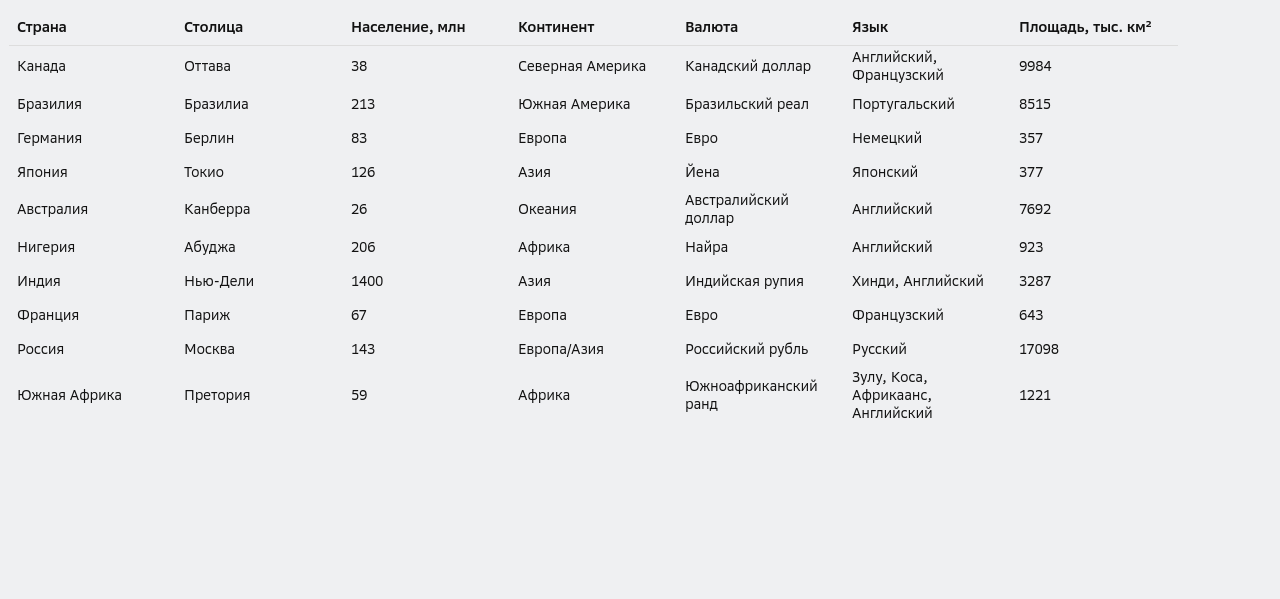 Страна Столица Население, млн Континент Валюта Язык Площадь, тыс. км²
Канада Оттава 38 Северная Америка Канадский доллар Английский, Французский 9984
Бразилия Бразилиа 213 Южная Америка Бразильский реал Португальский 8515
Германия Берлин 83 Европа Евро Немецкий 357
Япония Токио 126 Азия Йена Японский 377
Австралия Канберра 26 Океания Австралийский доллар Английский 7692
Нигерия Абуджа 206 Африка Найра Английский 923
Индия Нью-Дели 1400 Азия Индийская рупия Хинди, Английский 3287
Франция Париж 67 Европа Евро Французский 643
Россия Москва 143 Европа/Азия Российский рубль Русский 17098
Южная Африка Претория 59 Африка Южноафриканский ранд Зулу, Коса, Африкаанс, Английский 1221